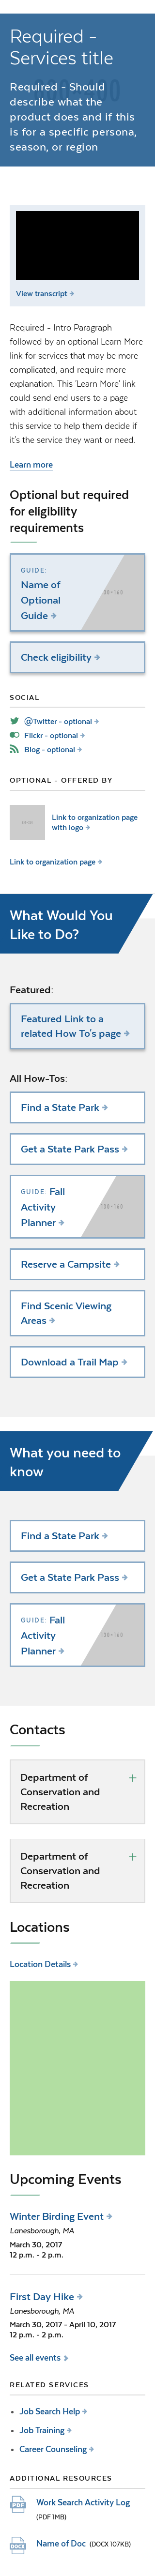 Required -
Services title
Required - Should
describe what the
product does and if this
is for a specific persona,
season, or region
View transcript
Required - Intro Paragraph
followed by an optional Learn More
link for services that may be more
complicated, and require more
explanation. This 'Learn More' link
could send end users to a page
with additional information about
this service to help them decide if
it's the service they want or need.
Learn more
Optional but required
for eligibility
requirements
GUIDE:
Name of
Optional
Guide
Check eligibility
SOCIAL
@Twitter - optional
Flickr - optional
Blog - optional
OPTIONAL - OFFERED BY
Link to organization page
with logo
Link to organization page
What Would You
Like to Do?
Featured:
Featured Link to a
related How To's page
All How-Tos:
Find a State Park
Get a State Park Pass
GUIDE: Fall
Activity
Planner
Reserve a Campsite
Find Scenic Viewing
Areas
Download a Trail Map
What you need to
know
Find a State Park
Get a State Park Pass
GUIDE: Fall
Activity
Planner
Contacts
Department of
Conservation and
Recreation
Department of
Conservation and
Recreation
Locations
Location Details
Upcoming Events
Winter Birding Event
Lanesborough, MA
March 30, 2017
12 p.m. - 2 p.m.
First Day Hike
Lanesborough, MA
March 30, 2017 - April 10, 2017
12 p.m. - 2 p.m.
See all events
RELATED SERVICES
Job Search Help
Job Training
Career Counseling
ADDITIONAL RESOURCES
PDF Work Search Activity Log
(PDF 1MB)
DOCX Name of Doc (DOCX 107KB)